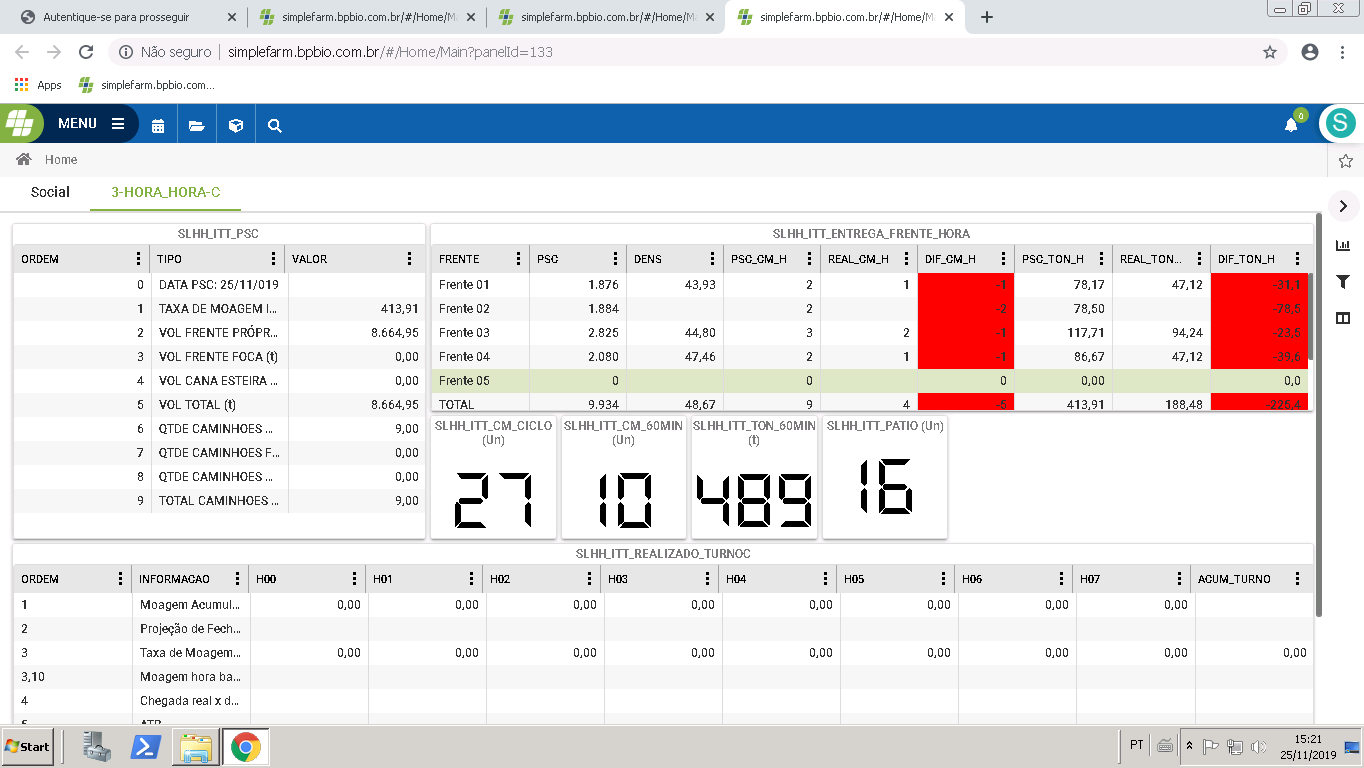 Autentique-se para prosseguir
simplefarm.bpbio.com.br/#/Home/M
simplefarm.bpbio.com.br/#/Home/M
simplefarm.bpbio.com.br/#/Home/M
Não seguro simplefarm.bpbio.com.br/#/Home/Main?panelId=133
Apps simplefarm.bpbio.com...
MENU 0 S
Home
Social 3-HORA_HORA-C
SLHH_ITT_PSC
ORDEM TIPO VALOR
0 DATA PSC: 25/11/019
1 TAXA DE MOAGEM I... 413,91
2 VOL FRENTE PRÓPR... 8.664,95
3 VOL FRENTE FOCA (t) 0,00
4 VOL CANA ESTEIRA ... 0,00
5 VOL TOTAL (t) 8.664,95
6 QTDE CAMINHOES ... 9,00
7 QTDE CAMINHOES F... 0,00
8 QTDE CAMINHOES ... 0,00
9 TOTAL CAMINHOES ... 9,00
SLHH_ITT_ENTREGA_FRENTE_HORA
FRENTE PSC DENS PSC_CM_H REAL_CM_H DIF_CM_H PSC_TON_H REAL_TON... DIF_TON_H
Frente 01 1.876 43,93 2 1 -1 78,17 47,12 -31,1
Frente 02 1.884 2 -2 78,50 -78,5
Frente 03 2.825 44,80 3 2 -1 117,71 94,24 -23,5
Frente 04 2.080 47,46 2 1 -1 86,67 47,12 -39,6
Frente 05 0 0 0 0,00 0,0
TOTAL 9.934 48,67 9 4 -5 413,91 188,48 -225,4
SLHH_ITT_CM_CICLO
(Un)
27
SLHH_ITT_CM_60MIN
(Un)
10
SLHH_ITT_TON_60MIN
(t)
489
SLHH_ITT_PATIO (Un)
16
SLHH_ITT_REALIZADO_TURNOC
ORDEM INFORMACAO H00 H01 H02 H03 H04 H05 H06 H07 ACUM_TURNO
1 Moagem Acumul... 0,00 0,00 0,00 0,00 0,00 0,00 0,00 0,00
2 Projeção de Fech...
3 Taxa de Moagem... 0,00 0,00 0,00 0,00 0,00 0,00 0,00 0,00 0,00
3,10 Moagem hora ba...
4 Chegada real x d...
5 ATR
Start PT 15:21
25/11/2019